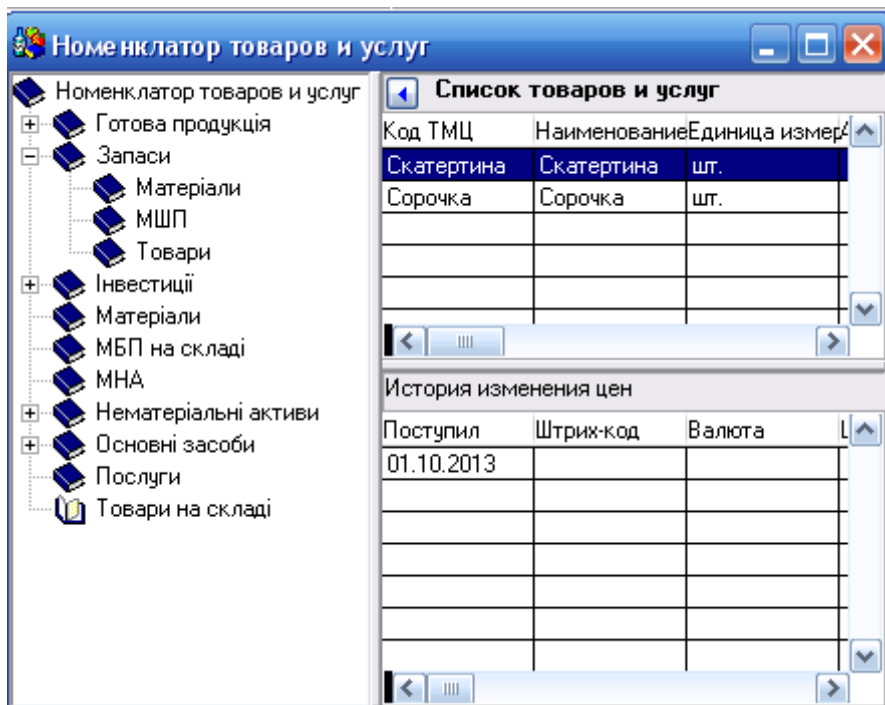 Номенклатор товаров и услуг
Номенклатор товаров и услуг
Готова продукція
Запаси
Матеріали
МШП
Товари
Інвестиції
Матеріали
МБП на складі
МНА
Нематеріальні активи
Основні засоби
Послуги
Товари на складі
Список товаров и услуг
Код ТМЦ Наименование Единица измер
Скатертина Скатертина шт.
Сорочка Сорочка шт.
История изменения цен
Поступил Штрих-код Валюта
01.10.2013